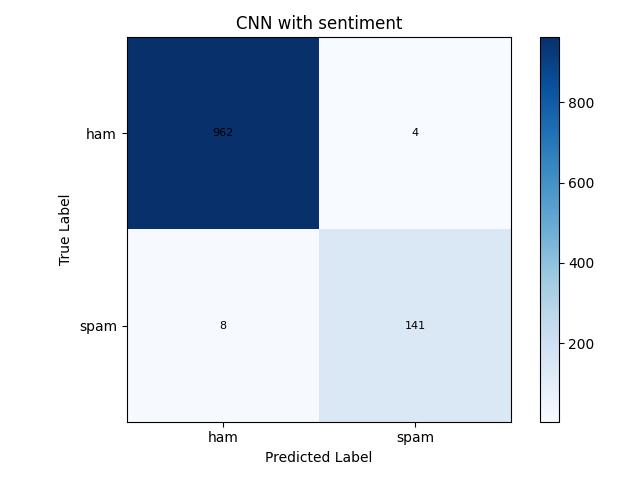 CNN with sentiment
ham
962
4
spam
8
141
ham
spam
Predicted Label
True Label
800
600
400
200